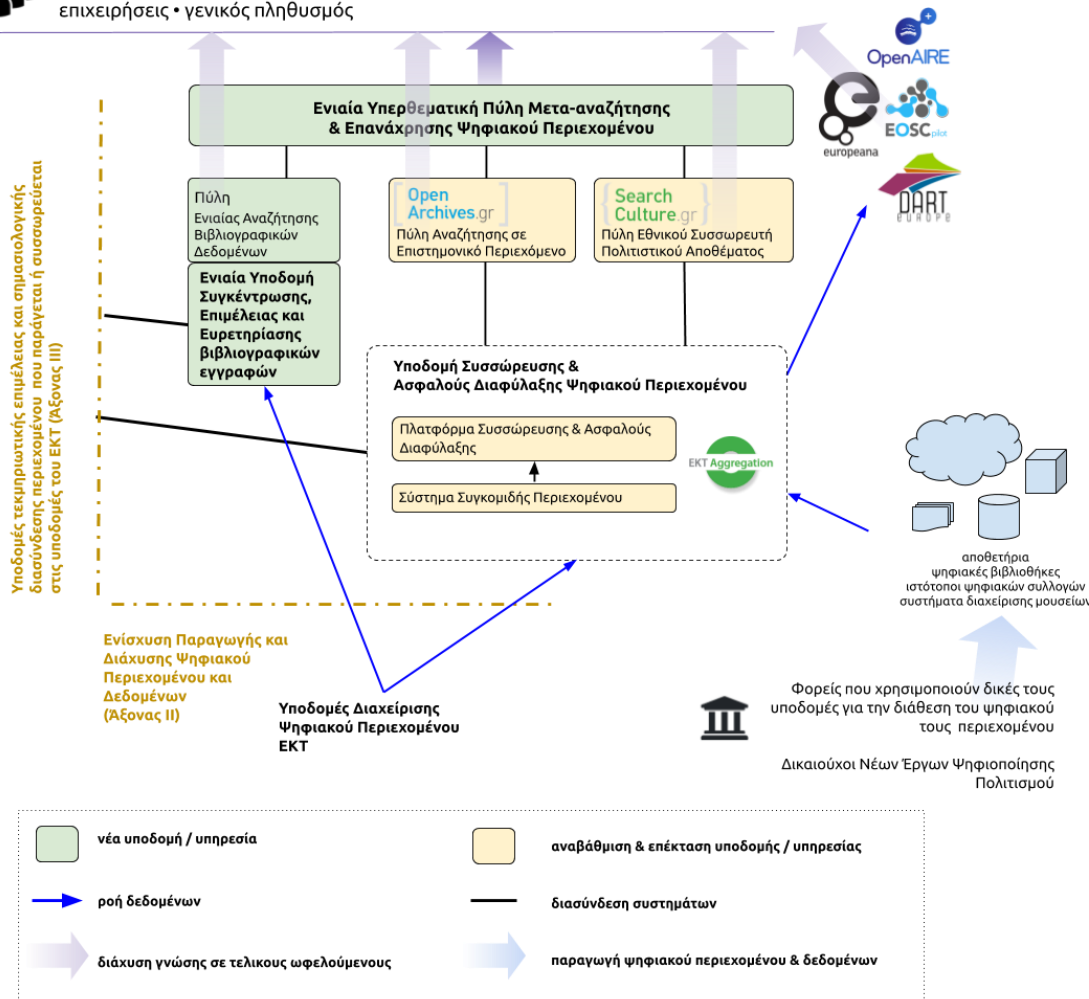 επιχειρήσεις • γενικός πληθυσμός
OpenAIRE
Ενιαία Υπερθεματική Πύλη Μετα-αναζήτησης
& Επανάχρησης Ψηφιακού Περιεχομένου
europeana
EOSC pilot
DART
EUROPE
Πύλη
Ενιαίας Αναζήτησης
Βιβλιογραφικών
Δεδομένων
Open
Archives.gr
Πύλη Αναζήτησης σε
Επιστημονικό Περιεχόμενο
Search
Culture.gr
Πύλη Εθνικού Συσσωρευτή
Πολιτιστικού Αποθέματος
Ενιαία Υποδομή
Συγκέντρωσης,
Επιμέλειας και
Ευρετηρίασης
βιβλιογραφικών
εγγραφών
Υποδομές τεκμηριωτικής επιμέλειας και σημασιολογικής
διασύνδεσης περιεχομένου που παράγεται ή συσσωρεύεται
στις υποδομές του ΕΚΤ (Άξονας ΙΙΙ)
Υποδομή Συσσώρευσης &
Ασφαλούς Διαφύλαξης Ψηφιακού Περιεχομένου
Πλατφόρμα Συσσώρευσης & Ασφαλούς
Διαφύλαξης
EKT Aggregation
Σύστημα Συγκομιδής Περιεχομένου
αποθετήρια
ψηφιακές βιβλιοθήκες
ιστότοποι ψηφιακών συλλογών
συστήματα διαχείρισης μουσείων
Ενίσχυση Παραγωγής και
Διάχυσης Ψηφιακού
Περιεχομένου και
Δεδομένων
(Άξονας ΙΙ)
Υποδομές Διαχείρισης
Ψηφιακού Περιεχομένου
ΕΚΤ
Φορείς που χρησιμοποιούν δικές τους
υποδομές για την διάθεση του ψηφιακού
τους περιεχομένου
Δικαιούχοι Νέων Έργων Ψηφιοποίησης
Πολιτισμού
νέα υποδομή / υπηρεσία
αναβάθμιση & επέκταση υποδομής / υπηρεσίας
ροή δεδομένων
διασύνδεση συστημάτων
διάχυση γνώσης σε τελικους ωφελούμενους
παραγωγή ψηφιακού περιεχομένου & δεδομένων